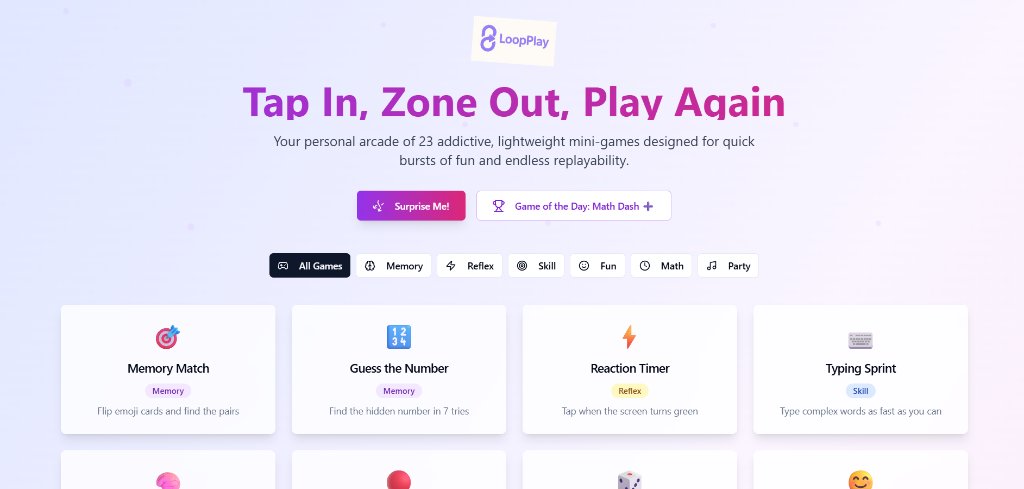 LoopPlay
Tap In, Zone Out, Play Again
Your personal arcade of 23 addictive, lightweight mini-games designed for quick
bursts of fun and endless replayability.
Surprise Me!
Game of the Day: Math Dash ➕
All Games
Memory
Reflex
Skill
Fun
Math
Party
1 2
3 4
Memory Match
Guess the Number
Reaction Timer
Typing Sprint
Memory
Memory
Reflex
Skill
Flip emoji cards and find the pairs
Find the hidden number in 7 tries
Tap when the screen turns green
Type complex words as fast as you can